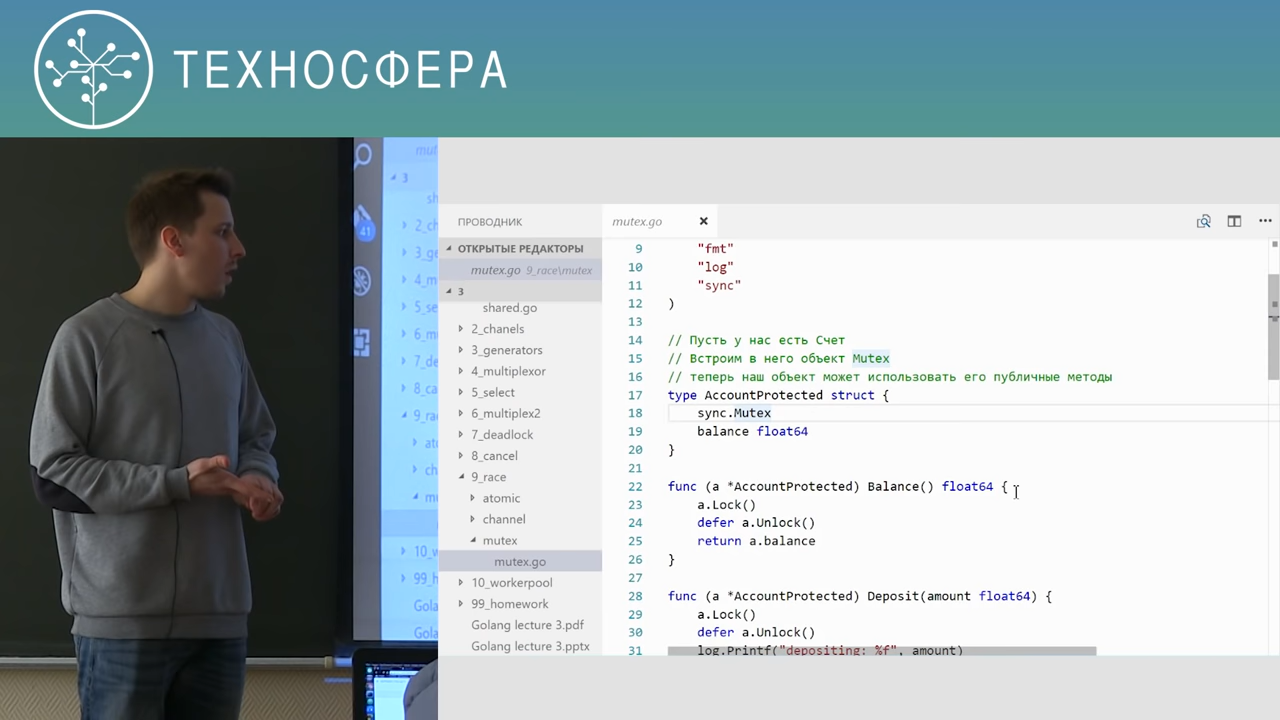 ТЕХНОСФЕРА
ПРОВОДНИК
ОТКРЫТЫЕ РЕДАКТОРЫ
mutex.go 9_race\mutex
3
shared.go
2_chanels
3_generators
4_multiplexor
5_select
6_multiplex2
7_deadlock
8_cancel
9_race
atomic
channel
mutex
mutex.go
10_workerpool
99_homework
Golang lecture 3.pdf
Golang lecture 3.pptx
mutex.go
9 "fmt"
10 "log"
11 "sync"
12 )
13
14 // Пусть у нас есть Счет
15 // Встроим в него объект Mutex
16 // теперь наш объект может использовать его публичные методы
17 type AccountProtected struct {
18 sync.Mutex
19 balance float64
20 }
21
22 func (a *AccountProtected) Balance() float64 {
23 a.Lock()
24 defer a.Unlock()
25 return a.balance
26 }
27
28 func (a *AccountProtected) Deposit(amount float64) {
29 a.Lock()
30 defer a.Unlock()
31 log.Printf("depositing: %f", amount)